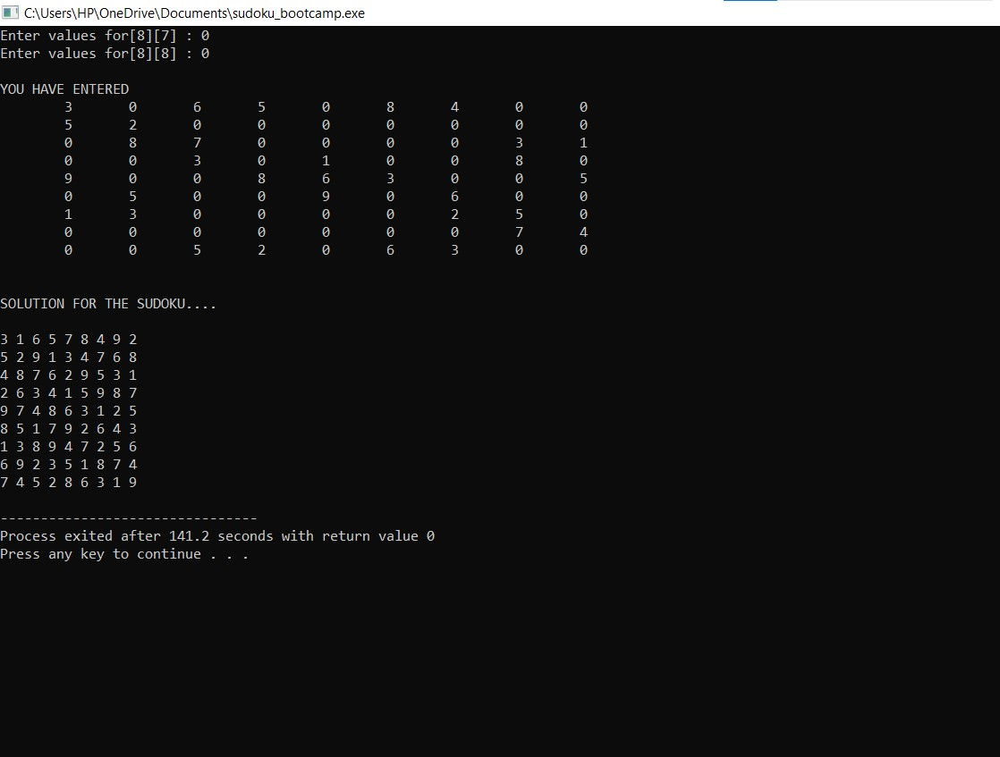 C:\Users\HP\OneDrive\Documents\sudoku_bootcamp.exe
Enter values for[8][7] : 0
Enter values for[8][8] : 0
YOU HAVE ENTERED
3 0 6 5 0 8 4 0 0
5 2 0 0 0 0 0 0 0
0 8 7 0 0 0 0 3 1
0 0 3 0 1 0 0 8 0
9 0 0 8 6 3 0 0 5
0 5 0 0 9 0 6 0 0
1 3 0 0 0 0 2 5 0
0 0 0 0 0 0 0 7 4
0 0 5 2 0 6 3 0 0
SOLUTION FOR THE SUDOKU....
3 1 6 5 7 8 4 9 2
5 2 9 1 3 4 7 6 8
4 8 7 6 2 9 5 3 1
2 6 3 4 1 5 9 8 7
9 7 4 8 6 3 1 2 5
8 5 1 7 9 2 6 4 3
1 3 8 9 4 7 2 5 6
6 9 2 3 5 1 8 7 4
7 4 5 2 8 6 3 1 9
--------------------------------
Process exited after 141.2 seconds with return value 0
Press any key to continue . . .